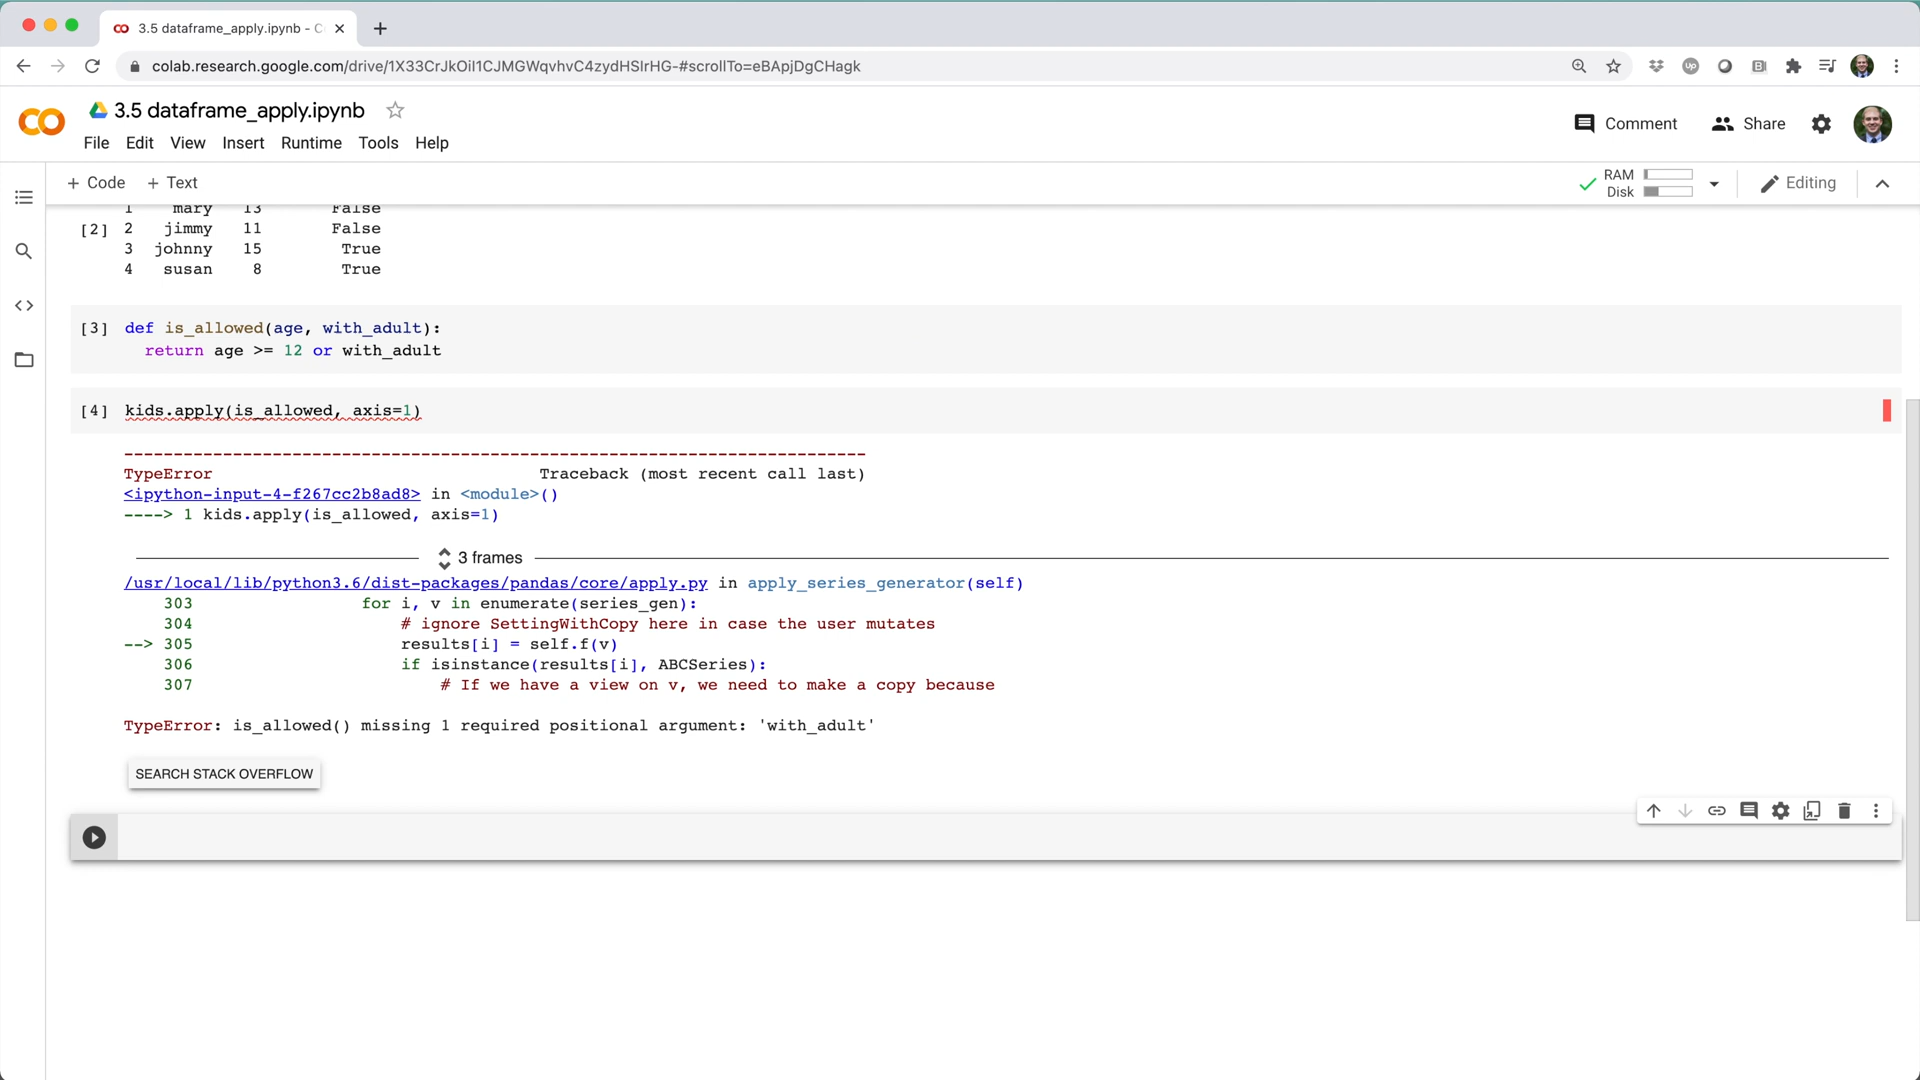 3.5 dataframe_apply.ipynb - C
colab.research.google.com/drive/1X33CrJkOil1CJMGWqvhvC4zydHSIrHG-#scrollTo=eBApjDgCHagk
3.5 dataframe_apply.ipynb
File Edit View Insert Runtime Tools Help
Comment
Share
+ Code + Text
RAM
Disk
Editing
1 mary 13 False
[2] 2 jimmy 11 False
3 johnny 15 True
4 susan 8 True
[3] def is_allowed(age, with_adult):
return age >= 12 or with_adult
[4] kids.apply(is_allowed, axis=1)
---------------------------------------------------------------------------
TypeError Traceback (most recent call last)
<ipython-input-4-f267cc2b8ad8> in <module>()
----> 1 kids.apply(is_allowed, axis=1)
3 frames
/usr/local/lib/python3.6/dist-packages/pandas/core/apply.py in apply_series_generator(self)
303 for i, v in enumerate(series_gen):
304 # ignore SettingWithCopy here in case the user mutates
--> 305 results[i] = self.f(v)
306 if isinstance(results[i], ABCSeries):
307 # If we have a view on v, we need to make a copy because
TypeError: is_allowed() missing 1 required positional argument: 'with_adult'
SEARCH STACK OVERFLOW